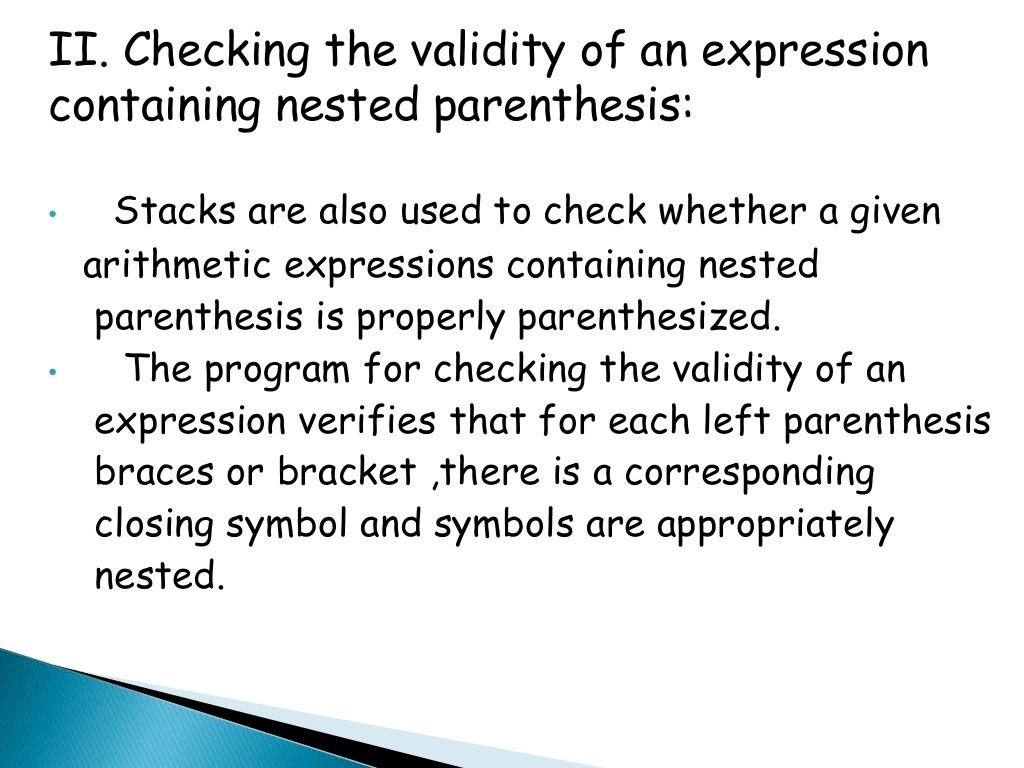 II. Checking the validity of an expression
containing nested parenthesis:
• Stacks are also used to check whether a given
arithmetic expressions containing nested
parenthesis is properly parenthesized.
• The program for checking the validity of an
expression verifies that for each left parenthesis
braces or bracket ,there is a corresponding
closing symbol and symbols are appropriately
nested.